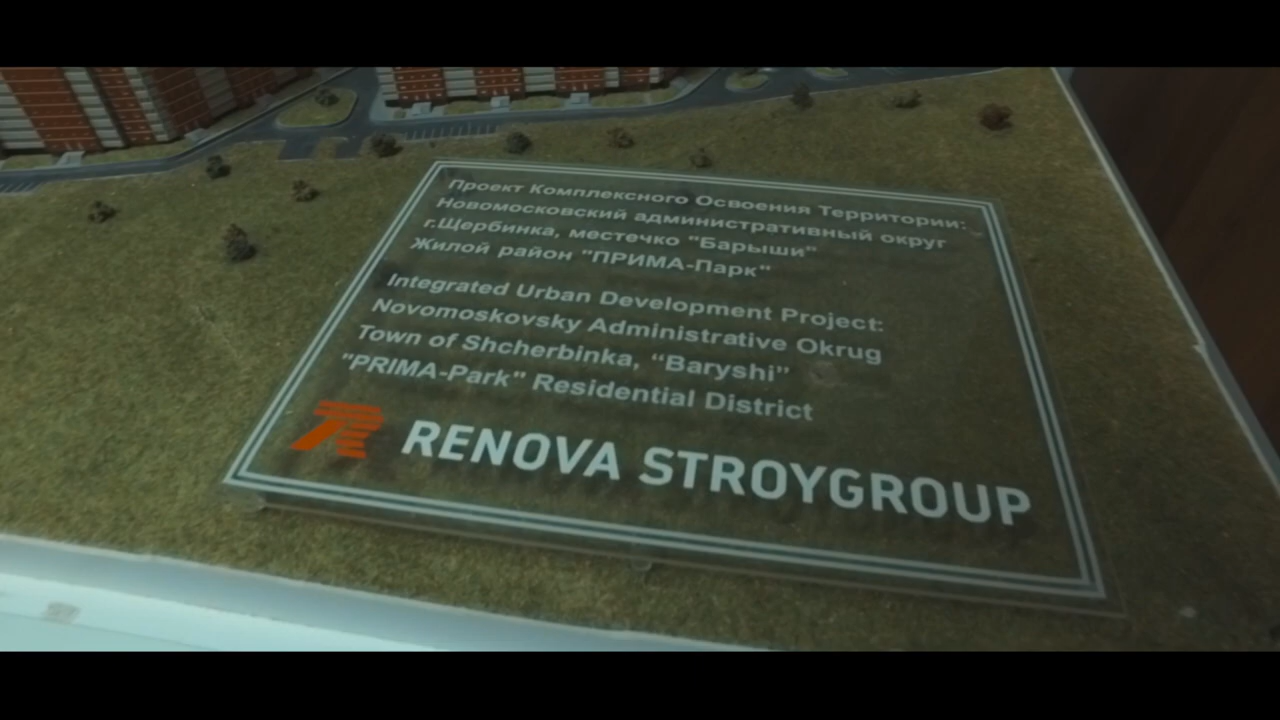 Проект Комплексного Освоения Территории:
Новомосковский административный округ
г.Щербинка, местечко "Барыши"
Жилой район "ПРИМА-Парк"
Integrated Urban Development Project:
Novomoskovsky Administrative Okrug
Town of Shcherbinka, “Baryshi”
"PRIMA-Park" Residential District
RENOVA STROYGROUP